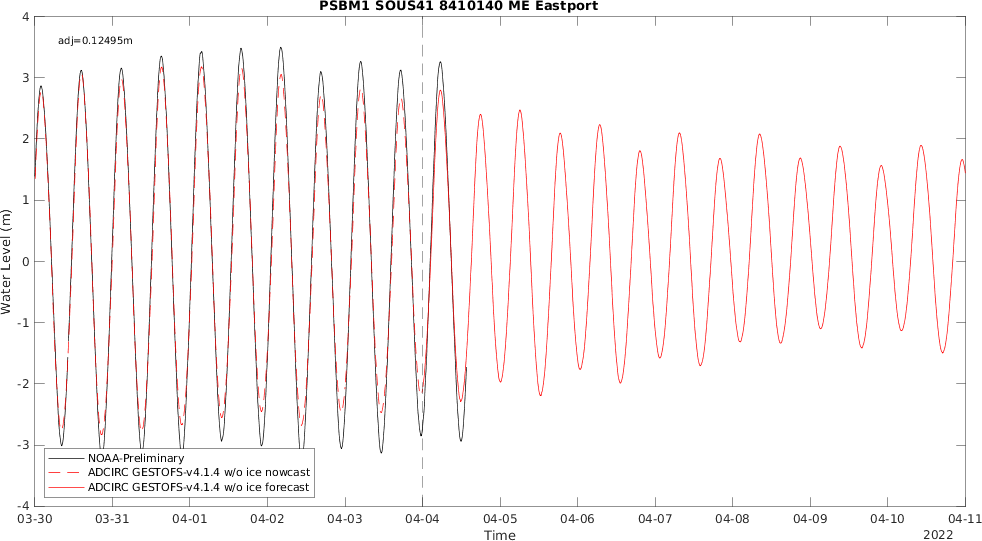 PSBM1 SOUS41 8410140 ME Eastport
adj=0.12495m
4
3
2
1
0
-1
-2
-3
-4
Water Level (m)
NOAA-Preliminary
ADCIRC GESTOFS-v4.1.4 w/o ice nowcast
ADCIRC GESTOFS-v4.1.4 w/o ice forecast
03-30 03-31 04-01 04-02 04-03 04-04 04-05 04-06 04-07 04-08 04-09 04-10 04-11
Time
2022